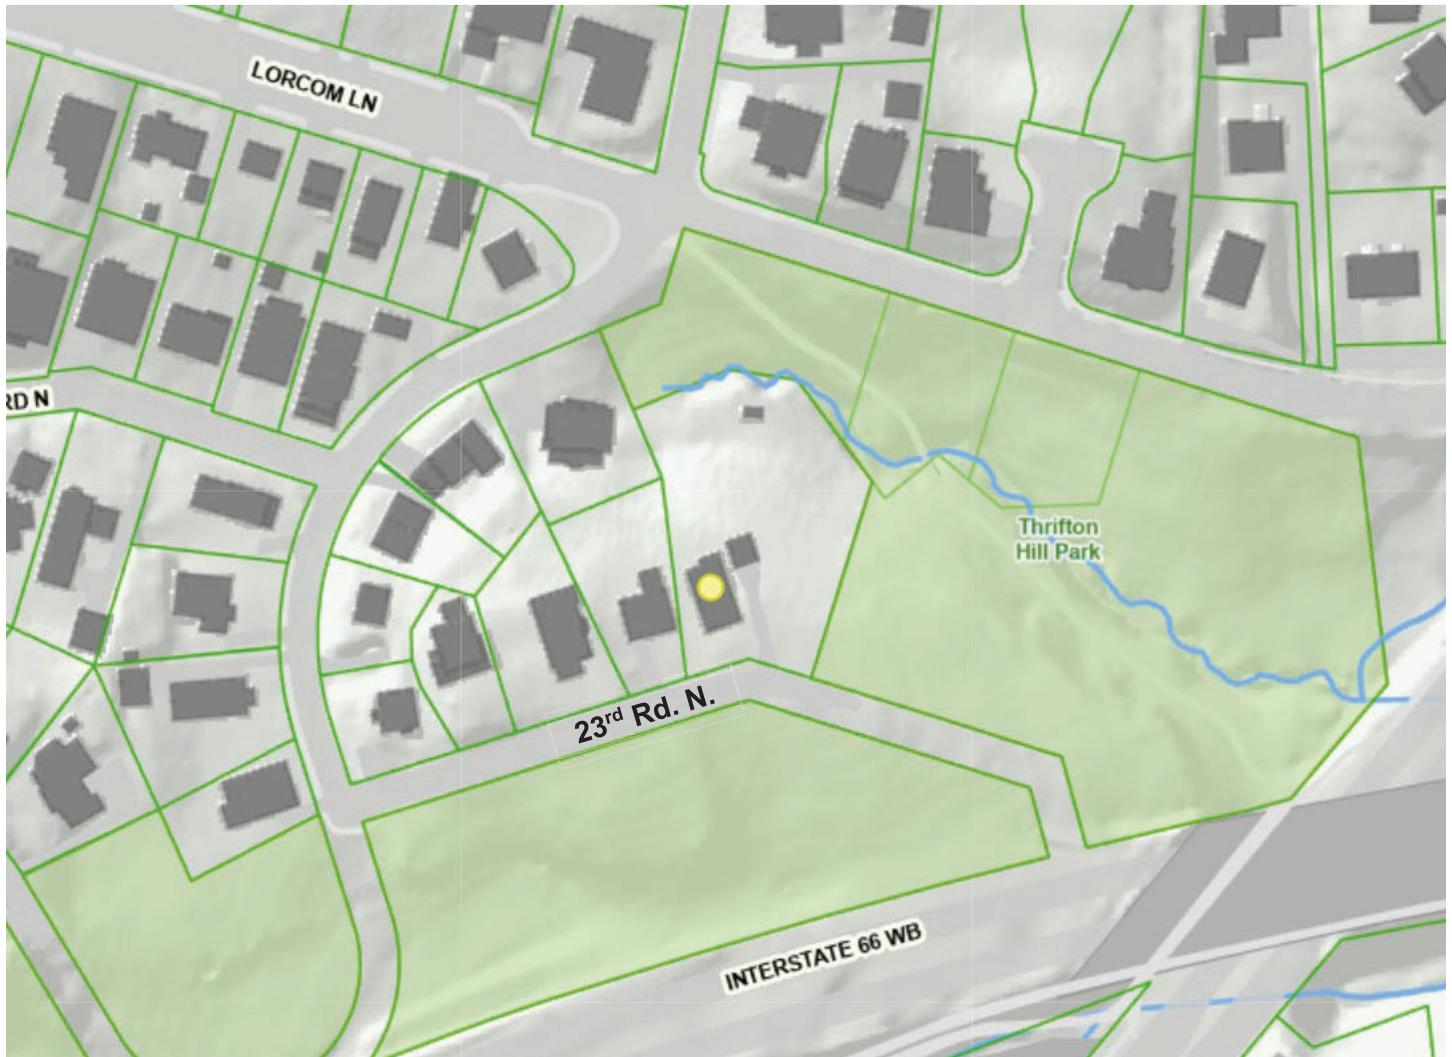 LORCOM LN
RD N
Thrifton
Hill Park
23rd Rd. N.
INTERSTATE 66 WB